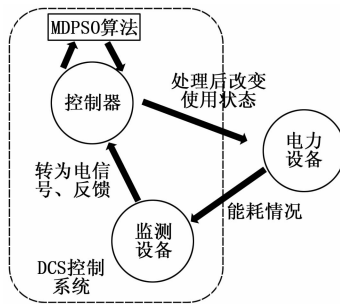 MDPSO算法
控制器
处理后改变
使用状态
电力
设备
转为电信
号、反馈
能耗情况
监测
设备
DCS控制
系统